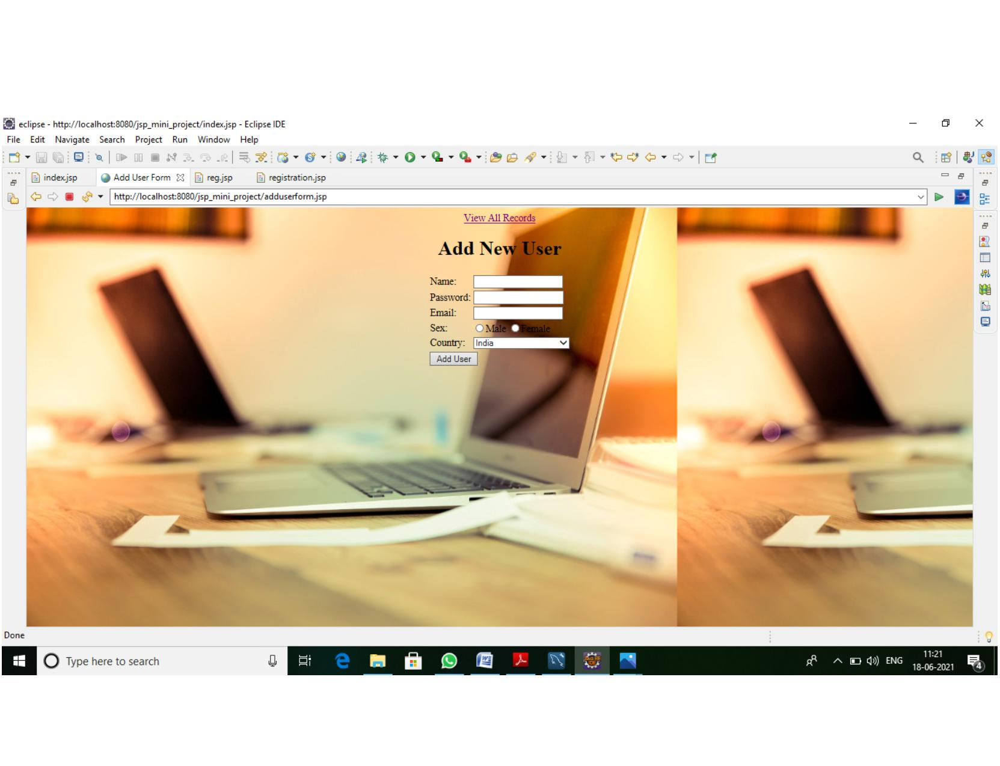 eclipse - http://localhost:8080/jsp_mini_project/index.jsp - Eclipse IDE
File Edit Navigate Search Project Run Window Help
index.jsp Add User Form reg.jsp registration.jsp
http://localhost:8080/jsp_mini_project/adduserform.jsp
View All Records
Add New User
Name:
Password:
Email:
Sex: Male Female
Country: India
Add User
Done
Type here to search
ENG
11:21
18-06-2021
4